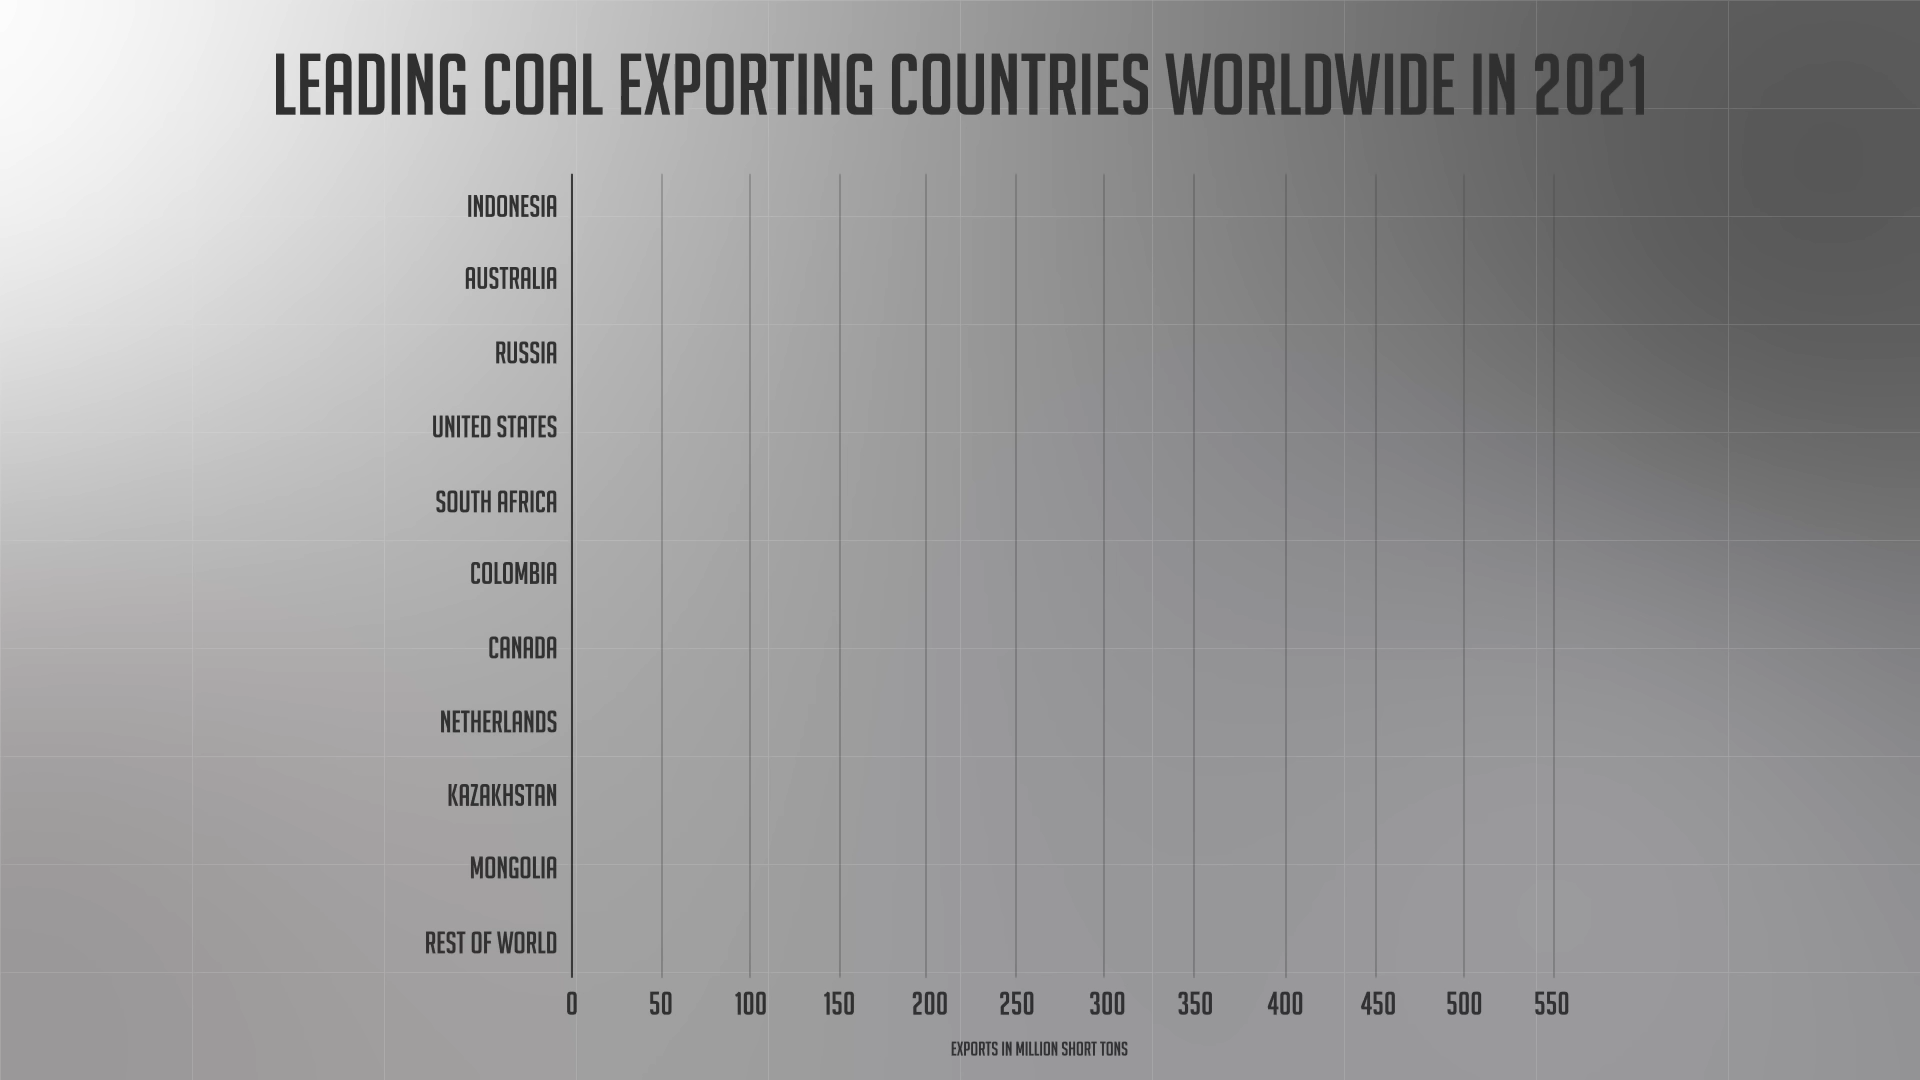 LEADING COAL EXPORTING COUNTRIES WORLDWIDE IN 2021
INDONESIA
AUSTRALIA
RUSSIA
UNITED STATES
SOUTH AFRICA
COLOMBIA
CANADA
NETHERLANDS
KAZAKHSTAN
MONGOLIA
REST OF WORLD
0 50 100 150 200 250 300 350 400 450 500 550
EXPORTS IN MILLION SHORT TONS